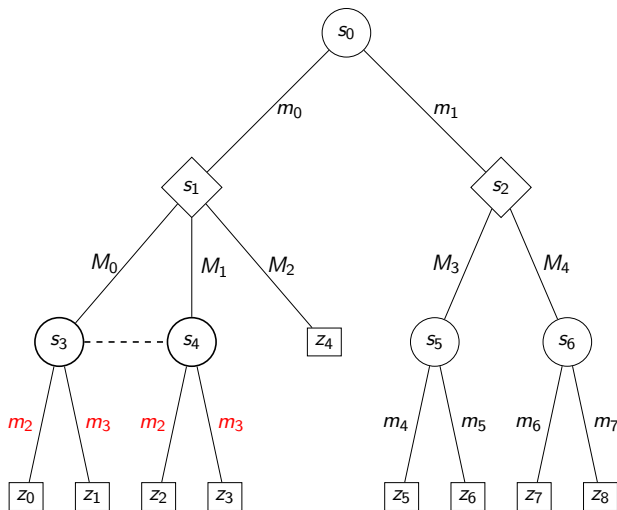 s₀
m₀ m₁
s₁ s₂
M₀ M₁ M₂ M₃ M₄
s₃ s₄ z₄ s₅ s₆
m₂ m₃ m₂ m₃ m₄ m₅ m₆ m₇
z₀ z₁ z₂ z₃ z₅ z₆ z₇ z₈